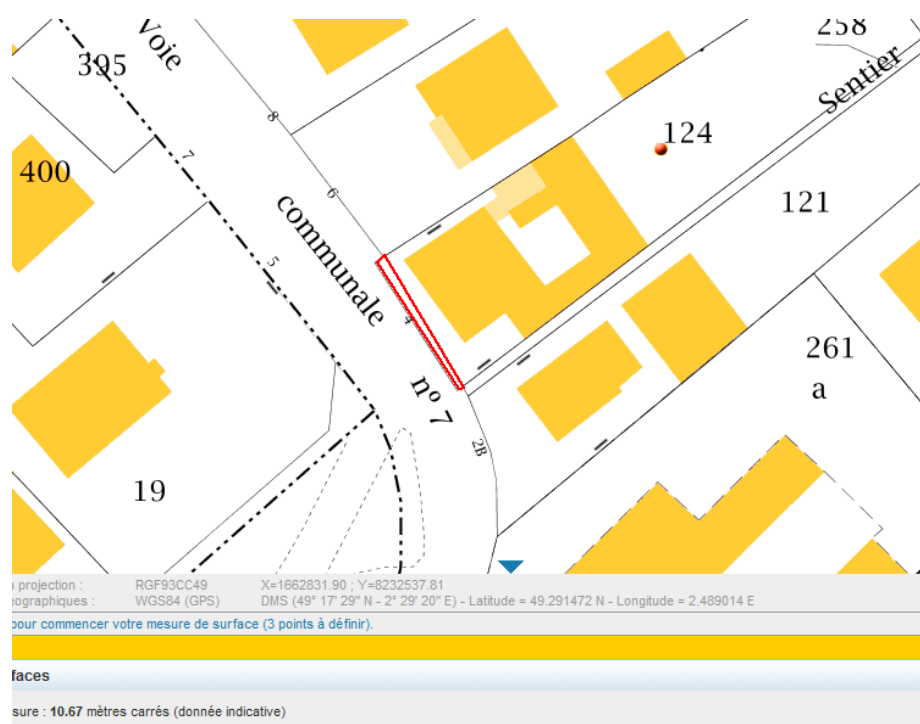 Voie
395
258
Sentier
8
124
7
400
6
121
communale
5
4
261
a
nº 7
2B
19
projection : RGF93CC49 X=1662831.90 ; Y=8232537.81
éographiques : WGS84 (GPS) DMS (49° 17' 29" N - 2° 29' 20" E) - Latitude = 49.291472 N - Longitude = 2.489014 E
pour commencer votre mesure de surface (3 points à définir).
faces
sure : 10.67 mètres carrés (donnée indicative)